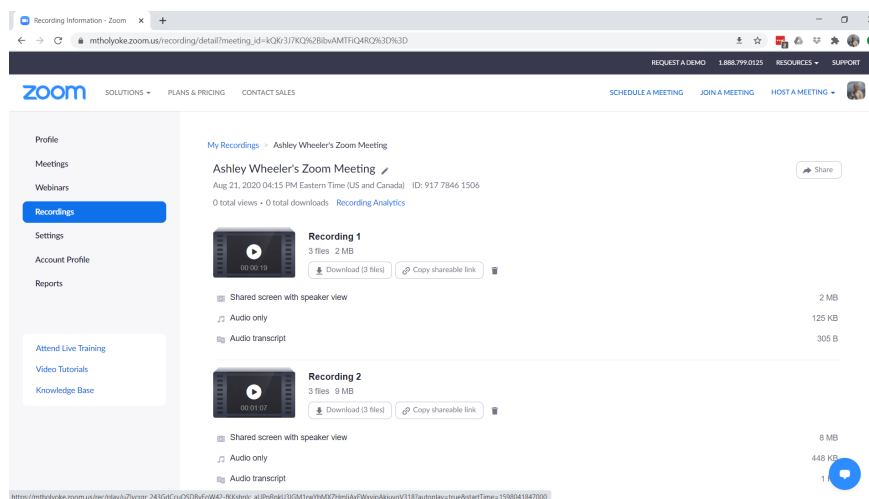 Recording Information - Zoom
mtholyoke.zoom.us/recording/detail?meeting_id=kQKr3J7KQ%2BibvAMTFiQ4RQ%3D%3D
REQUEST A DEMO 1.888.799.0125 RESOURCES SUPPORT
zoom SOLUTIONS PLANS & PRICING CONTACT SALES SCHEDULE A MEETING JOIN A MEETING HOST A MEETING
Profile
Meetings
Webinars
Recordings
Settings
Account Profile
Reports
Attend Live Training
Video Tutorials
Knowledge Base
My Recordings > Ashley Wheeler's Zoom Meeting
Ashley Wheeler's Zoom Meeting
Share
Aug 21, 2020 04:15 PM Eastern Time (US and Canada) ID: 917 7846 1506
0 total views • 0 total downloads Recording Analytics
Recording 1
3 files 2 MB
00:00:19
Download (3 files) Copy shareable link
Shared screen with speaker view 2 MB
Audio only 125 KB
Audio transcript 305 B
Recording 2
3 files 9 MB
00:01:07
Download (3 files) Copy shareable link
Shared screen with speaker view 8 MB
Audio only 448 KB
Audio transcript 1